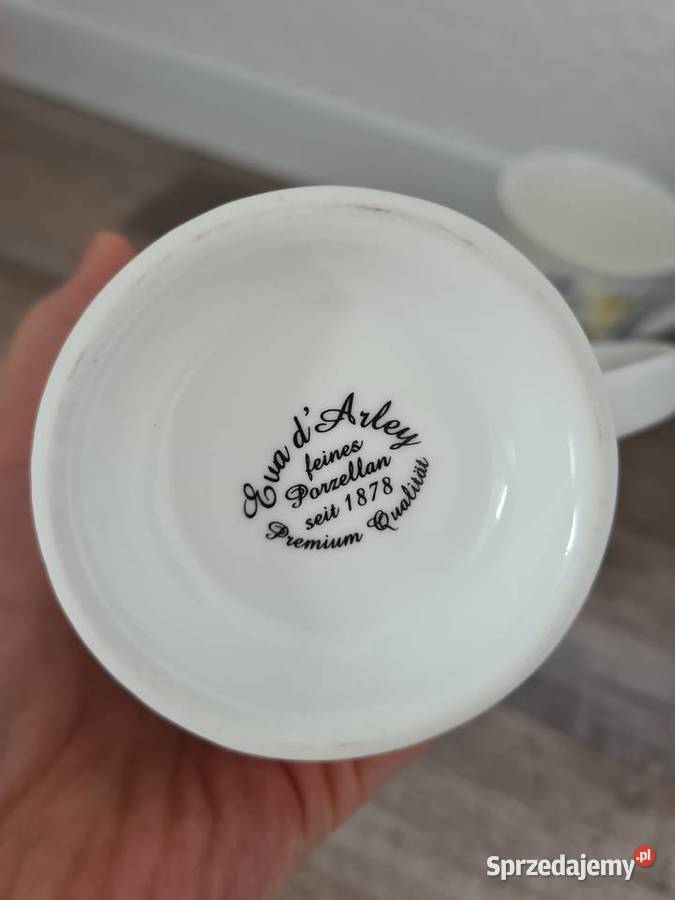 Eva d'Arley
feines
Porzellan
seit 1878
Premium Qualität
Sprzedajemy.pl